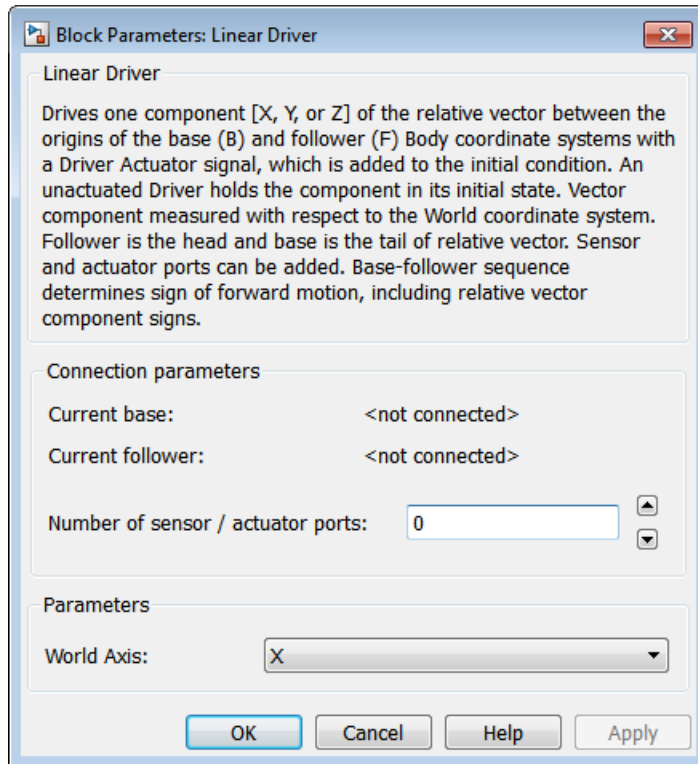 Block Parameters: Linear Driver
Linear Driver
Drives one component [X, Y, or Z] of the relative vector between the
origins of the base (B) and follower (F) Body coordinate systems with
a Driver Actuator signal, which is added to the initial condition. An
unactuated Driver holds the component in its initial state. Vector
component measured with respect to the World coordinate system.
Follower is the head and base is the tail of relative vector. Sensor
and actuator ports can be added. Base-follower sequence
determines sign of forward motion, including relative vector
component signs.
Connection parameters
Current base: <not connected>
Current follower: <not connected>
Number of sensor / actuator ports: 0
Parameters
World Axis: X
OK Cancel Help Apply